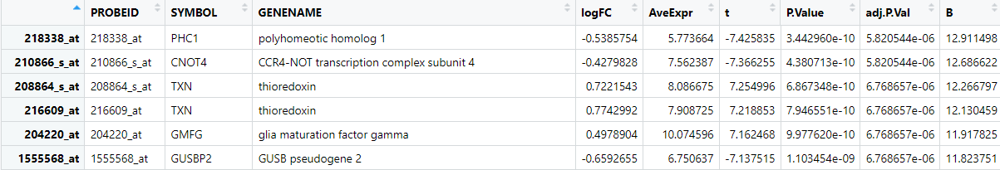 PROBEID SYMBOL GENENAME logFC AveExpr t P.Value adj.P.Val B
218338_at 218338_at PHC1 polyhomeotic homolog 1 -0.5385754 5.773664 -7.425835 3.442960e-10 5.820544e-06 12.911498
210866_s_at 210866_s_at CNOT4 CCR4-NOT transcription complex subunit 4 -0.4279828 7.562387 -7.366255 4.380713e-10 5.820544e-06 12.686622
208864_s_at 208864_s_at TXN thioredoxin 0.7221543 8.086675 7.254996 6.867348e-10 6.768657e-06 12.266797
216609_at 216609_at TXN thioredoxin 0.7742992 7.908725 7.218853 7.946551e-10 6.768657e-06 12.130459
204220_at 204220_at GMFG glia maturation factor gamma 0.4978904 10.074596 7.162468 9.977620e-10 6.768657e-06 11.917825
1555568_at 1555568_at GUSBP2 GUSB pseudogene 2 -0.6592655 6.750637 -7.137515 1.103454e-09 6.768657e-06 11.823751